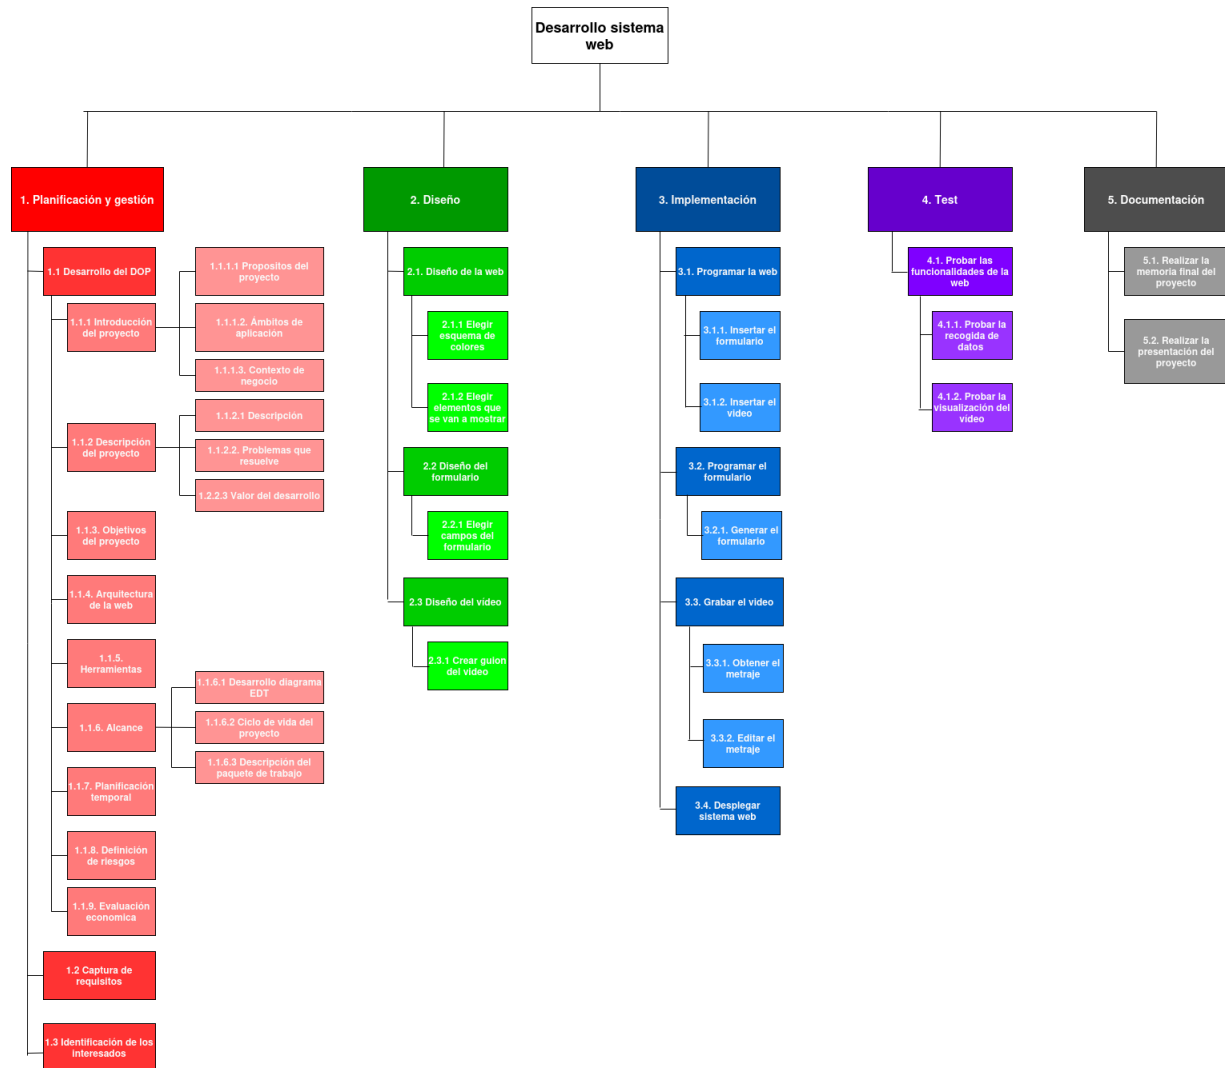 Desarrollo sistema
web
1. Planificación y gestión
1.1 Desarrollo del DOP
1.1.1 Introducción
del proyecto
1.1.1.1 Propositos del
proyecto
1.1.1.2. Ámbitos de
aplicación
1.1.1.3. Contexto de
negocio
1.1.2 Descripción
del proyecto
1.1.2.1 Descripción
1.1.2.2. Problemas que
resuelve
1.2.2.3 Valor del desarrollo
1.1.3. Objetivos
del proyecto
1.1.4. Arquitectura
de la web
1.1.5.
Herramientas
1.1.6. Alcance
1.1.6.1 Desarrollo diagrama
EDT
1.1.6.2 Ciclo de vida del
proyecto
1.1.6.3 Descripción del
paquete de trabajo
1.1.7. Planificación
temporal
1.1.8. Definición
de riesgos
1.1.9. Evaluación
economica
1.2 Captura de
requisitos
1.3 Identificación de los
interesados
2. Diseño
2.1. Diseño de la web
2.1.1 Elegir
esquema de
colores
2.1.2 Elegir
elementos que
se van a mostrar
2.2 Diseño del
formulario
2.2.1 Elegir
campos del
formulario
2.3 Diseño del vídeo
2.3.1 Crear guion
del vídeo
3. Implementación
3.1. Programar la web
3.1.1. Insertar el
formulario
3.1.2. Insertar el
vídeo
3.2. Programar el
formulario
3.2.1. Generar el
formulario
3.3. Grabar el vídeo
3.3.1. Obtener el
metraje
3.3.2. Editar el
metraje
3.4. Desplegar
sistema web
4. Test
4.1. Probar las
funcionalidades de la
web
4.1.1. Probar la
recogida de
datos
4.1.2. Probar la
visualización del
vídeo
5. Documentación
5.1. Realizar la
memoria final del
proyecto
5.2. Realizar la
presentación del
proyecto